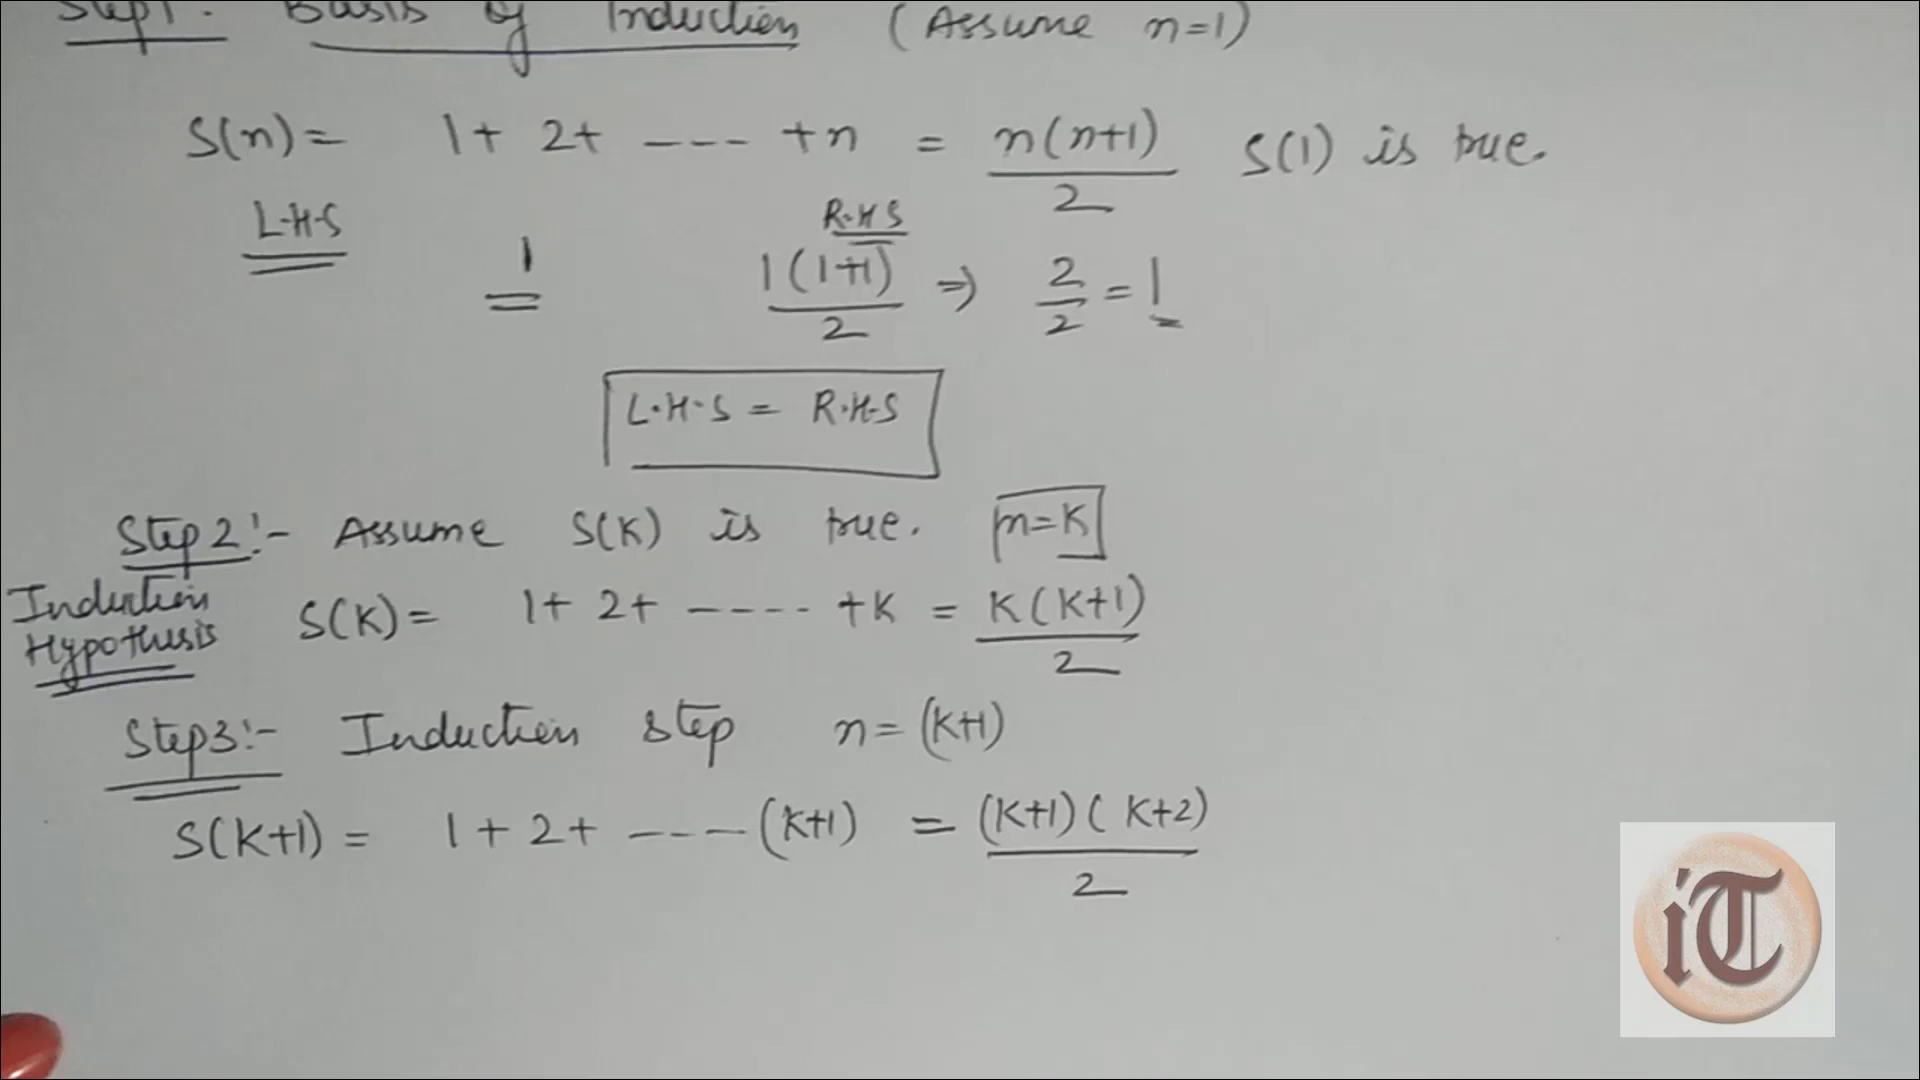 Step1: Basis of Induction (Assume n=1)
S(n)= 1+ 2+ ---- +n = n(n+1)/2 S(1) is true.
L.H.S R.H.S
1 1(1+1)/2 ⇒ 2/2 = 1
L.H.S = R.H.S
Step2:- Assume S(K) is true. n=K
Induction
Hypothesis S(K)= 1+ 2+ ----- +K = K(K+1)/2
Step3:- Induction step n= (K+1)
S(K+1) = 1+2+ ----(K+1) = (K+1)(K+2)/2
iT